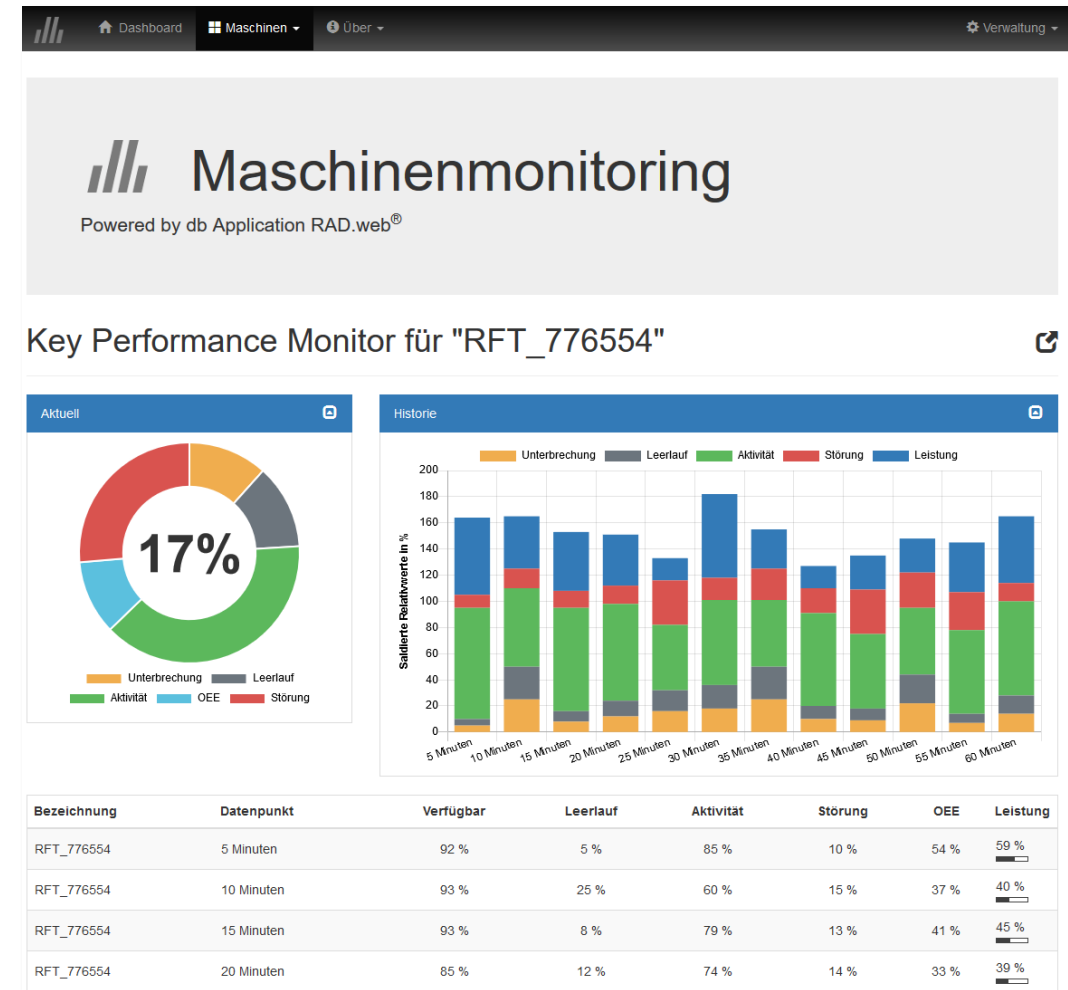 Dashboard Maschinen Über Verwaltung
Maschinenmonitoring
Powered by db Application RAD.web®
Key Performance Monitor für "RFT_776554"
Aktuell
17%
Unterbrechung Leerlauf
Aktivität OEE Störung
Historie
Unterbrechung Leerlauf Aktivität Störung Leistung
Saldierte Relativwerte in %
200
180
160
140
120
100
80
60
40
20
0
5 Minuten 10 Minuten 15 Minuten 20 Minuten 25 Minuten 30 Minuten 35 Minuten 40 Minuten 45 Minuten 50 Minuten 55 Minuten 60 Minuten
Bezeichnung Datenpunkt Verfügbar Leerlauf Aktivität Störung OEE Leistung
RFT_776554 5 Minuten 92 % 5 % 85 % 10 % 54 % 59 %
RFT_776554 10 Minuten 93 % 25 % 60 % 15 % 37 % 40 %
RFT_776554 15 Minuten 93 % 8 % 79 % 13 % 41 % 45 %
RFT_776554 20 Minuten 85 % 12 % 74 % 14 % 33 % 39 %